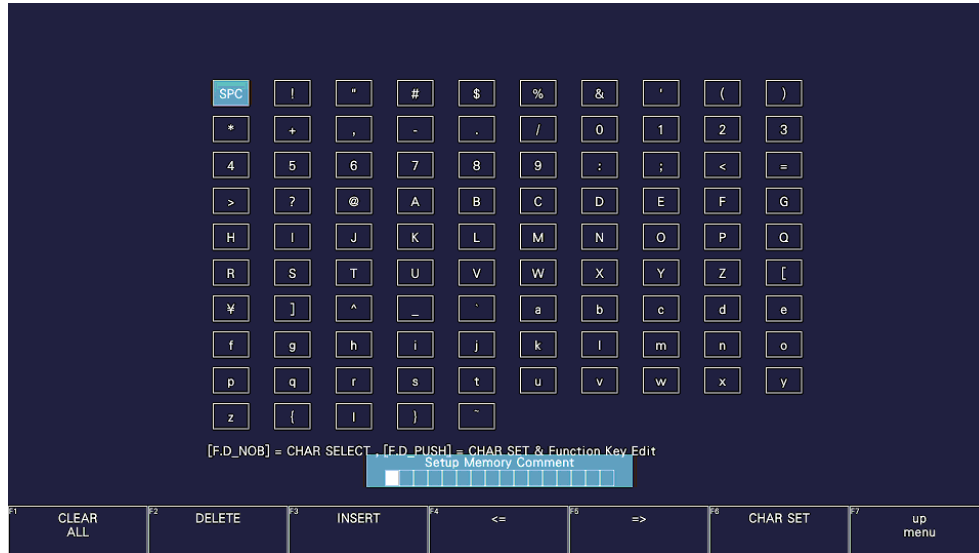 SPC ! " # $ % & ' ( )
* + , - . / 0 1 2 3
4 5 6 7 8 9 : ; < =
> ? @ A B C D E F G
H I J K L M N O P Q
R S T U V W X Y Z [
¥ ] ^ _ ` a b c d e
f g h i j k l m n o
p q r s t u v w x y
z { | } ~
[F.D_NOB] = CHAR SELECT , [F.D_PUSH] = CHAR SET & Function Key Edit
Setup Memory Comment
F1 CLEAR ALL
F2 DELETE
F3 INSERT
F4 <=
F5 =>
F6 CHAR SET
F7 up menu